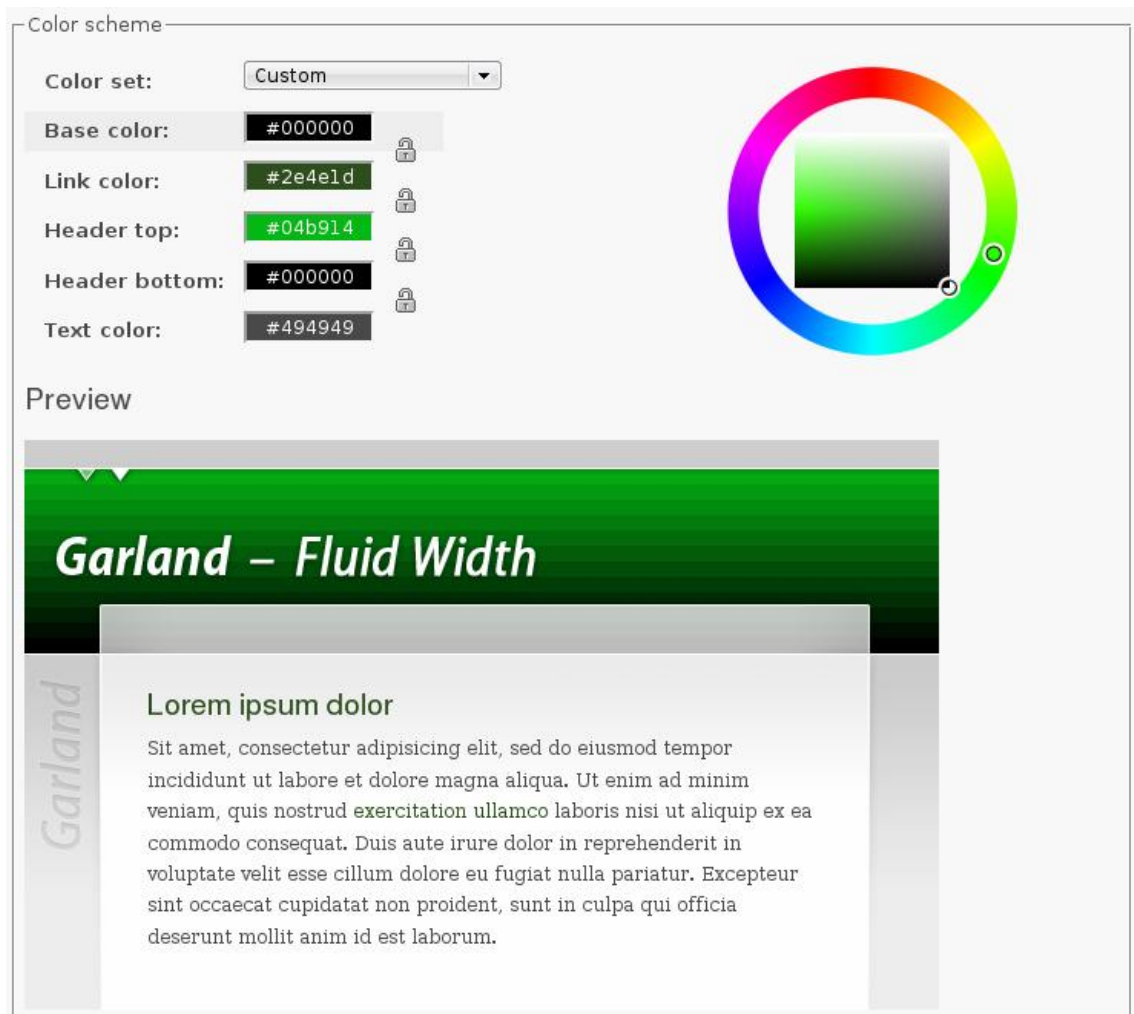 Color scheme
Color set: Custom
Base color: #000000
Link color: #2e4e1d
Header top: #04b914
Header bottom: #000000
Text color: #494949
Preview
Garland – Fluid Width
Garland
Lorem ipsum dolor
Sit amet, consectetur adipisicing elit, sed do eiusmod tempor
incididunt ut labore et dolore magna aliqua. Ut enim ad minim
veniam, quis nostrud exercitation ullamco laboris nisi ut aliquip ex ea
commodo consequat. Duis aute irure dolor in reprehenderit in
voluptate velit esse cillum dolore eu fugiat nulla pariatur. Excepteur
sint occaecat cupidatat non proident, sunt in culpa qui officia
deserunt mollit anim id est laborum.